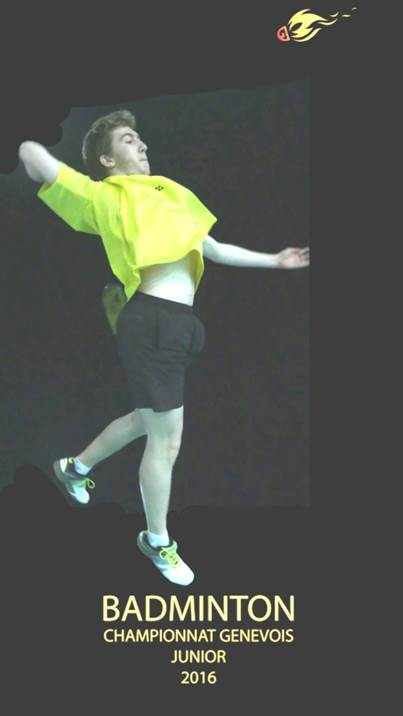 BADMINTON
CHAMPIONNAT GENEVOIS
JUNIOR
2016